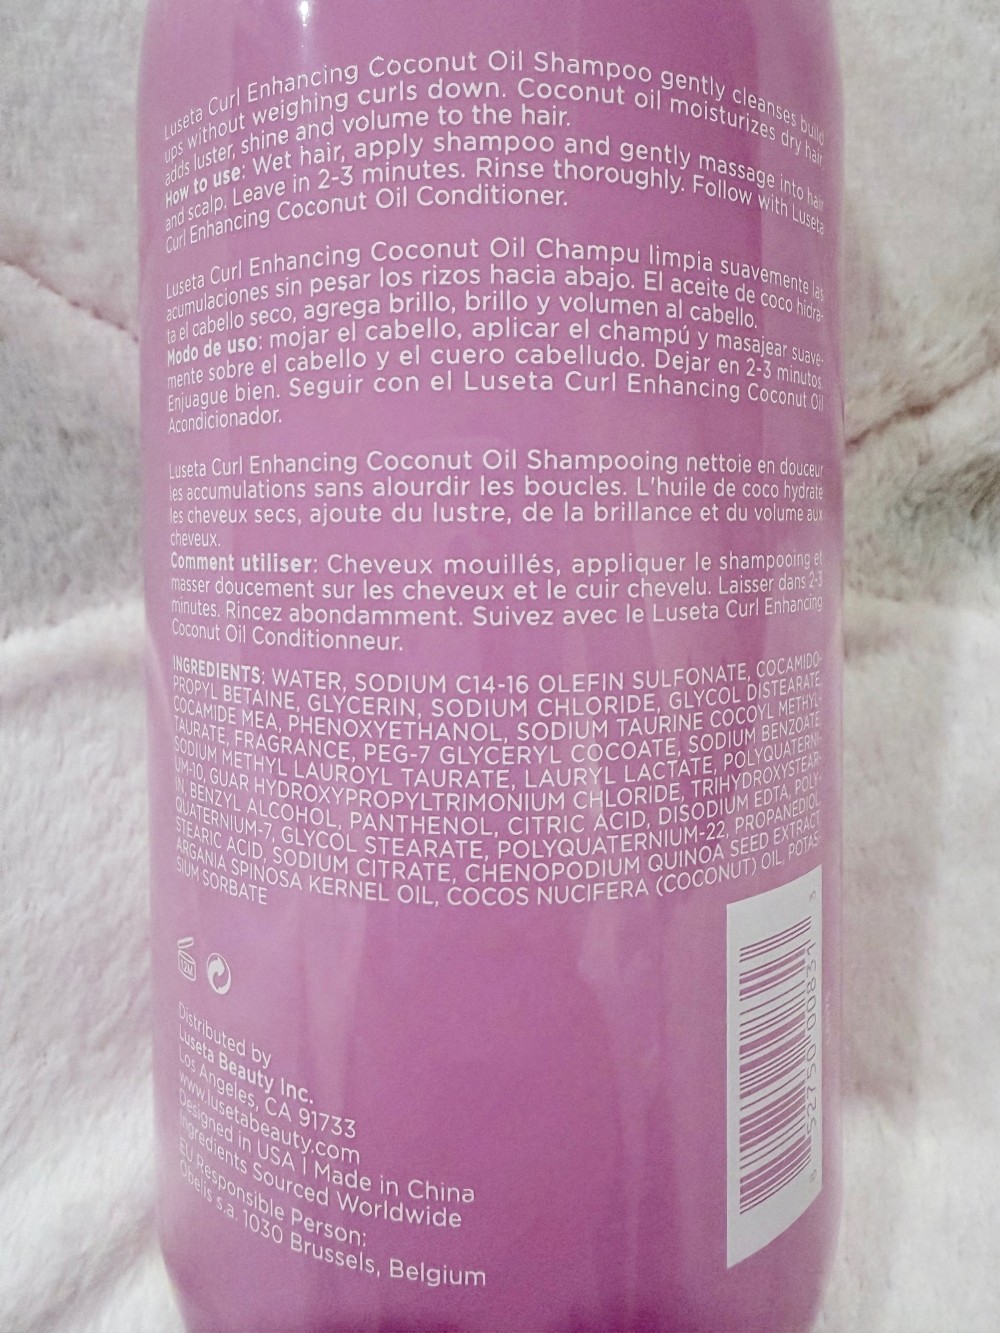 Luseta Curl Enhancing Coconut Oil Shampoo gently cleanses build
ups without weighing curls down. Coconut oil moisturizes dry hair
adds luster, shine and volume to the hair.
How to use: Wet hair, apply shampoo and gently massage into hair
and scalp. Leave in 2-3 minutes. Rinse thoroughly. Follow with Luseta
Curl Enhancing Coconut Oil Conditioner.
Luseta Curl Enhancing Coconut Oil Champu limpia suavemente las
acumulaciones sin pesar los rizos hacia abajo. El aceite de coco hidra-
ta el cabello seco, agrega brillo, brillo y volumen al cabello.
Modo de uso: mojar el cabello, aplicar el champú y masajear suave-
mente sobre el cabello y el cuero cabelludo. Dejar en 2-3 minutos.
Enjuague bien. Seguir con el Luseta Curl Enhancing Coconut Oil
Acondicionador.
Luseta Curl Enhancing Coconut Oil Shampooing nettoie en douceur
les accumulations sans alourdir les boucles. L'huile de coco hydrate
les cheveux secs, ajoute du lustre, de la brillance et du volume aux
cheveux.
Comment utiliser: Cheveux mouillés, appliquer le shampooing et
masser doucement sur les cheveux et le cuir chevelu. Laisser dans 2-3
minutes. Rincez abondamment. Suivez avec le Luseta Curl Enhancing
Coconut Oil Conditionneur.
INGREDIENTS: WATER, SODIUM C14-16 OLEFIN SULFONATE, COCAMIDO-
PROPYL BETAINE, GLYCERIN, SODIUM CHLORIDE, GLYCOL DISTEARATE,
COCAMIDE MEA, PHENOXYETHANOL, SODIUM TAURINE COCOYL METHYL-
TAURATE, FRAGRANCE, PEG-7 GLYCERYL COCOATE, SODIUM BENZOATE,
SODIUM METHYL LAUROYL TAURATE, LAURYL LACTATE, POLYQUATERNI-
UM-10, GUAR HYDROXYPROPYLTRIMONIUM CHLORIDE, TRIHYDROXYSTEAR-
IN, BENZYL ALCOHOL, PANTHENOL, CITRIC ACID, DISODIUM EDTA, POLY-
QUATERNIUM-7, GLYCOL STEARATE, POLYQUATERNIUM-22, PROPANEDIOL,
STEARIC ACID, SODIUM CITRATE, CHENOPODIUM QUINOA SEED EXTRACT,
ARGANIA SPINOSA KERNEL OIL, COCOS NUCIFERA (COCONUT) OIL, POTAS-
SIUM SORBATE
12M
Distributed by
Luseta Beauty Inc.
Los Angeles, CA 91733
www.lusetabeauty.com
Designed in USA | Made in China
Ingredients Sourced Worldwide
EU Responsible Person:
Obelis s.a. 1030 Brussels, Belgium
8 52750 00831 3